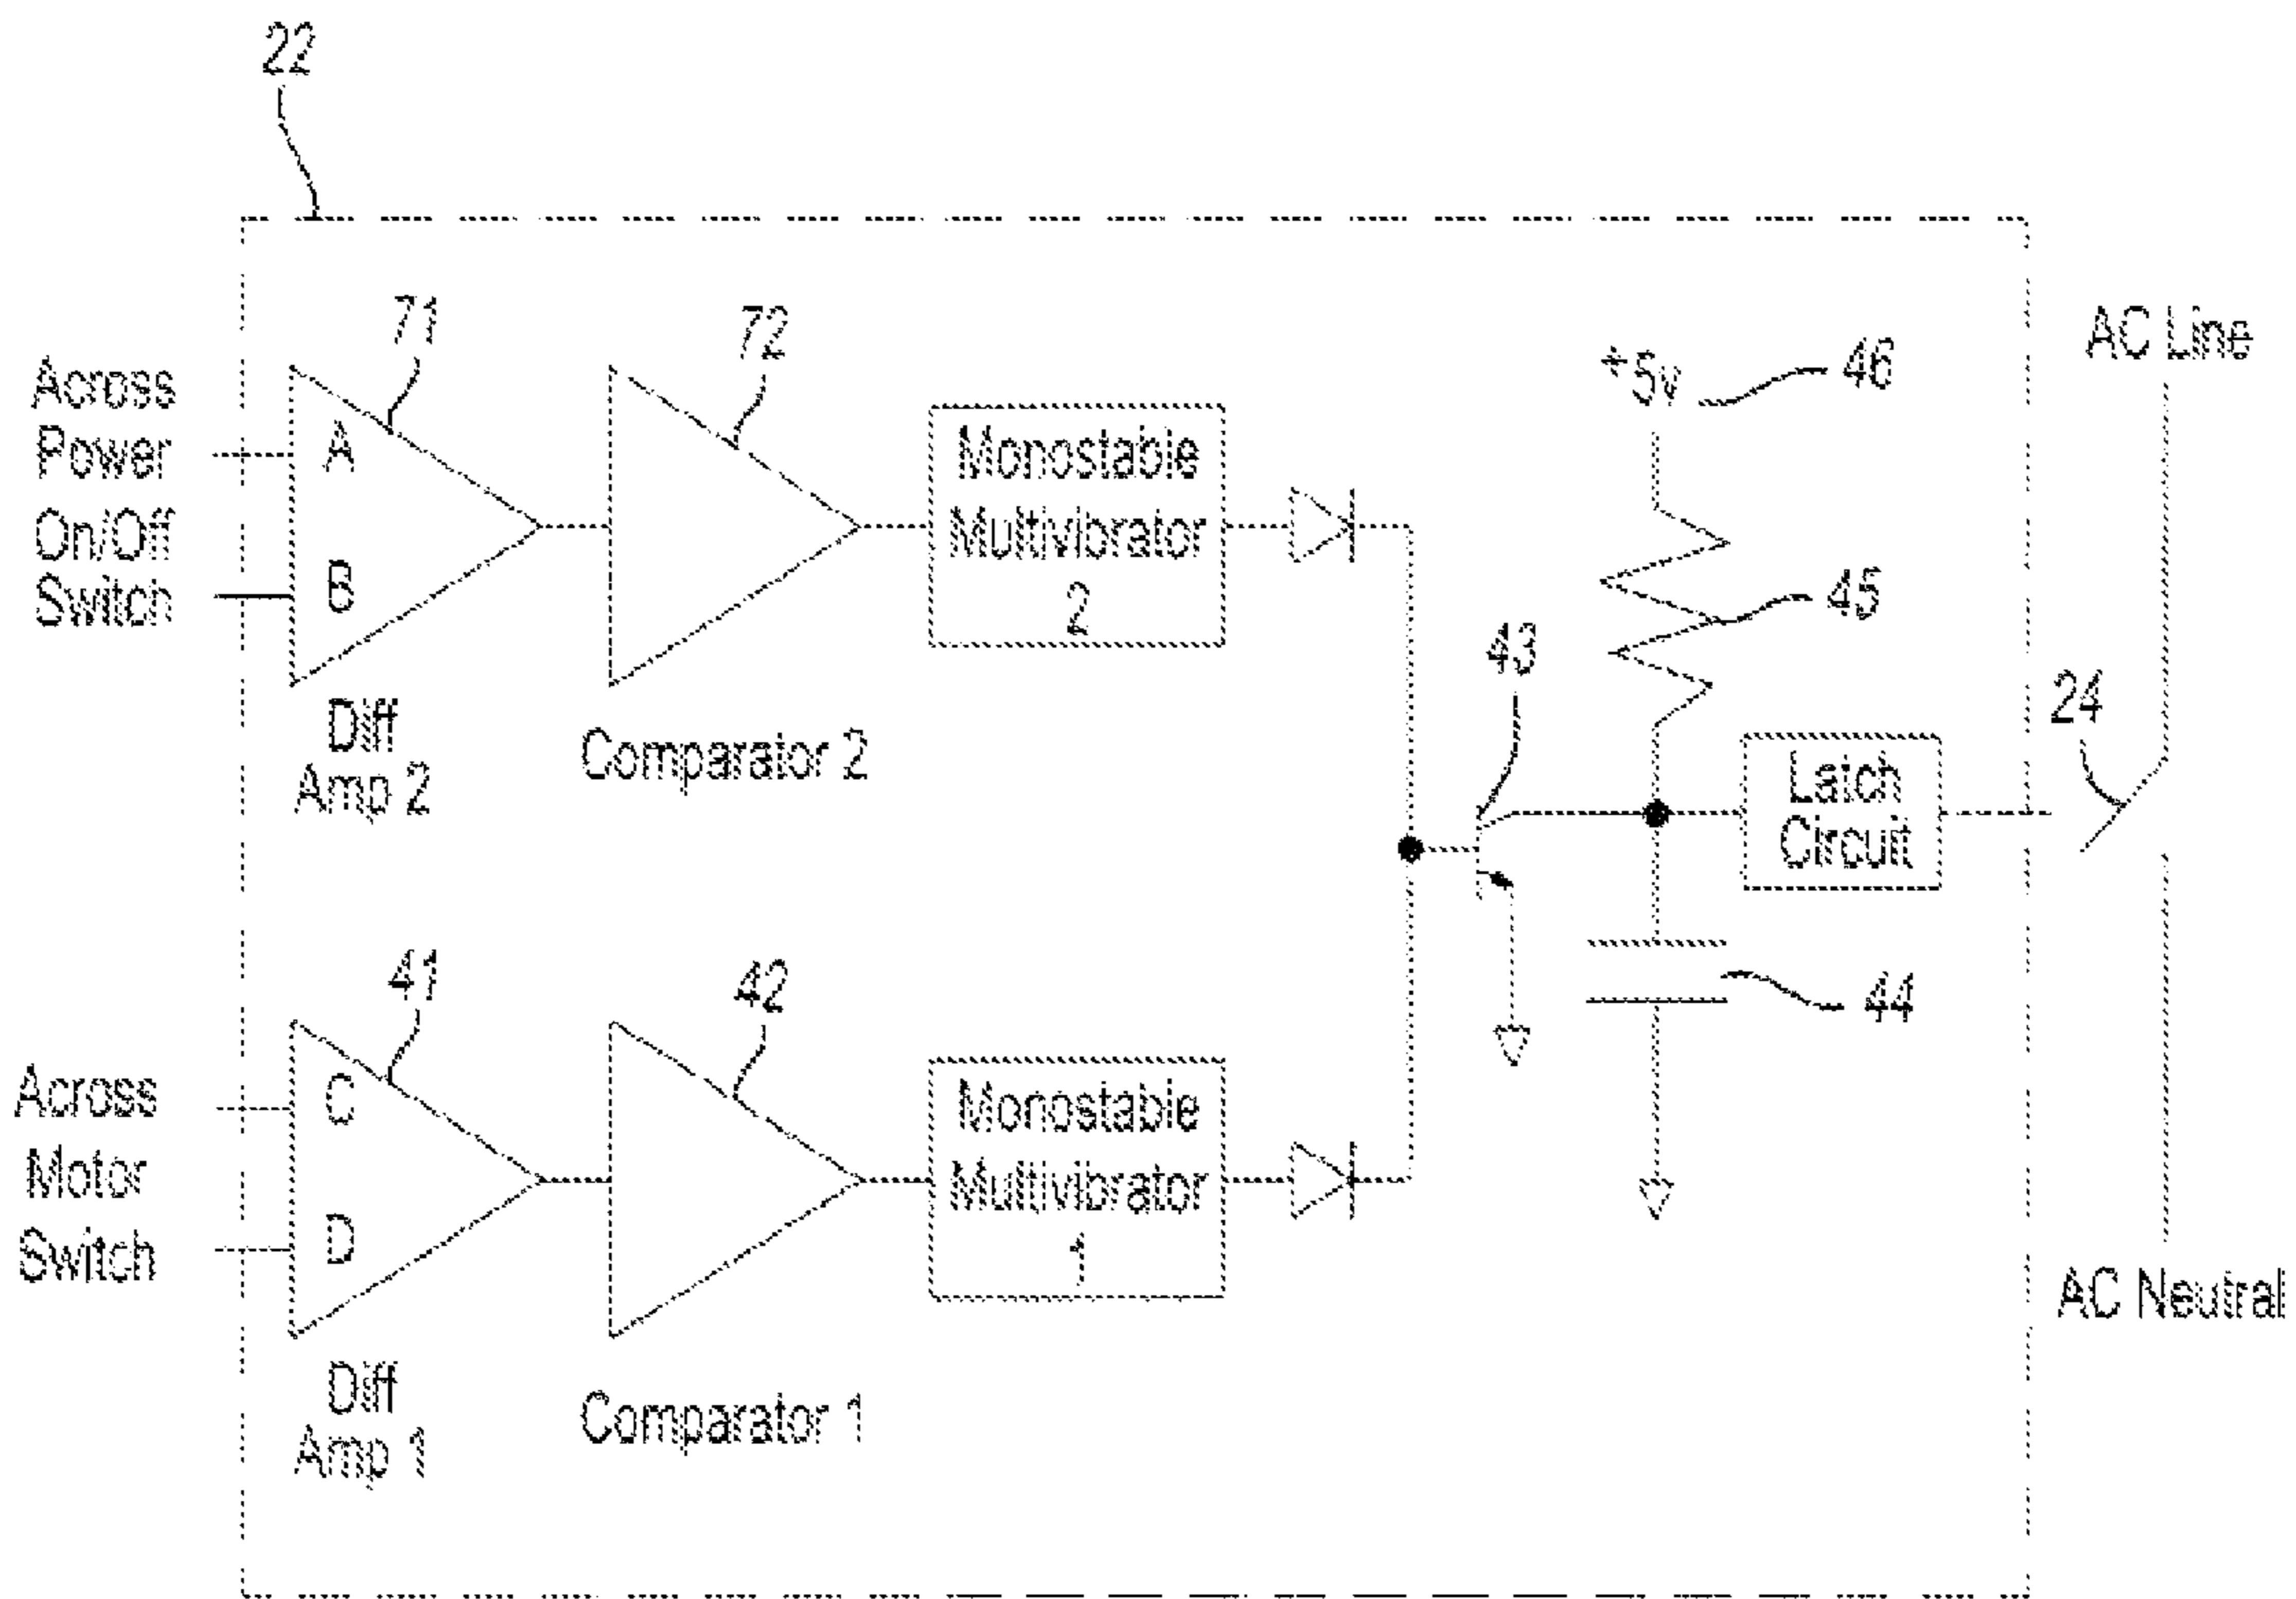 22
71
72
Across
Power
On/Off
Switch
A
B
Monostable
Multivibrator
2
+5v
46
AC Line
45
43
24
Diff
Amp 2
Comparator 2
Latch
Circuit
41
42
44
Across
Motor
Switch
C
D
Monostable
Multivibrator
1
AC Neutral
Diff
Amp 1
Comparator 1